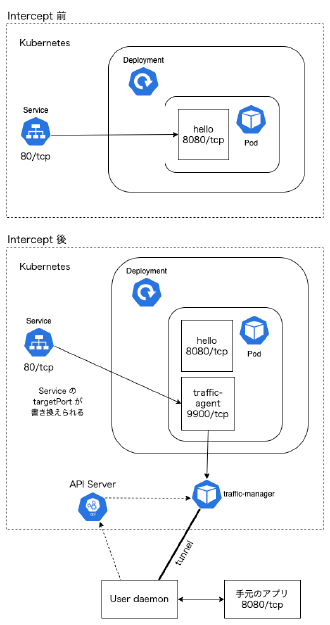 Intercept 前
Kubernetes
Deployment
Service
hello
8080/tcp
Pod
80/tcp
Intercept 後
Kubernetes
Deployment
Service
hello
8080/tcp
Pod
80/tcp
Service の
targetPort が
書き換えられる
traffic-
agent
9900/tcp
API Server
traffic-manager
tunnel
User daemon
手元のアプリ
8080/tcp